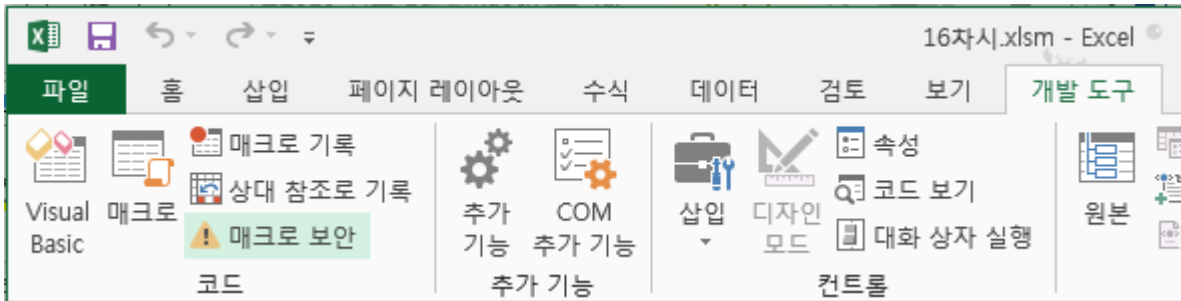 16차시.xlsm - Excel
파일 홈 삽입 페이지 레이아웃 수식 데이터 검토 보기 개발 도구
Visual Basic
매크로
매크로 기록
상대 참조로 기록
매크로 보안
코드
추가 기능
COM 추가 기능
추가 기능
삽입
디자인 모드
속성
코드 보기
대화 상자 실행
컨트롤
원본